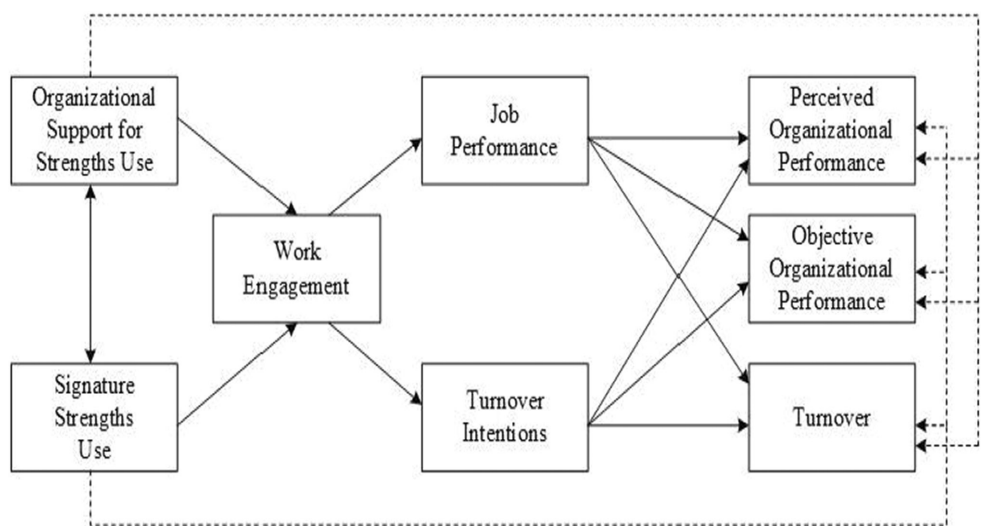 Organizational
Support for
Strengths Use
Job
Performance
Perceived
Organizational
Performance
Work
Engagement
Objective
Organizational
Performance
Signature
Strengths
Use
Turnover
Intentions
Turnover